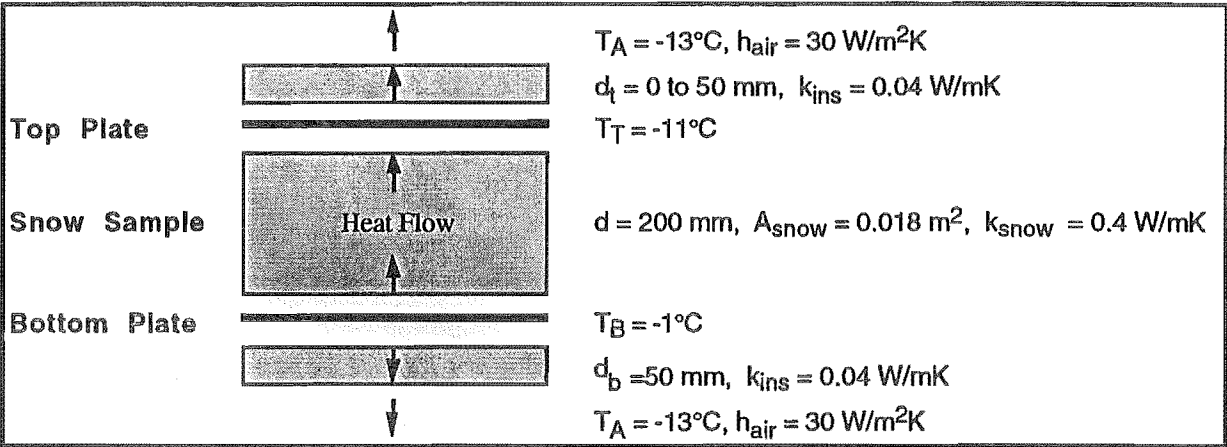 T_A = -13°C, h_air = 30 W/m²K
d_t = 0 to 50 mm, k_ins = 0.04 W/mK
Top Plate T_T = -11°C
Snow Sample Heat Flow d = 200 mm, A_snow = 0.018 m², k_snow = 0.4 W/mK
Bottom Plate T_B = -1°C
d_b =50 mm, k_ins = 0.04 W/mK
T_A = -13°C, h_air = 30 W/m²K